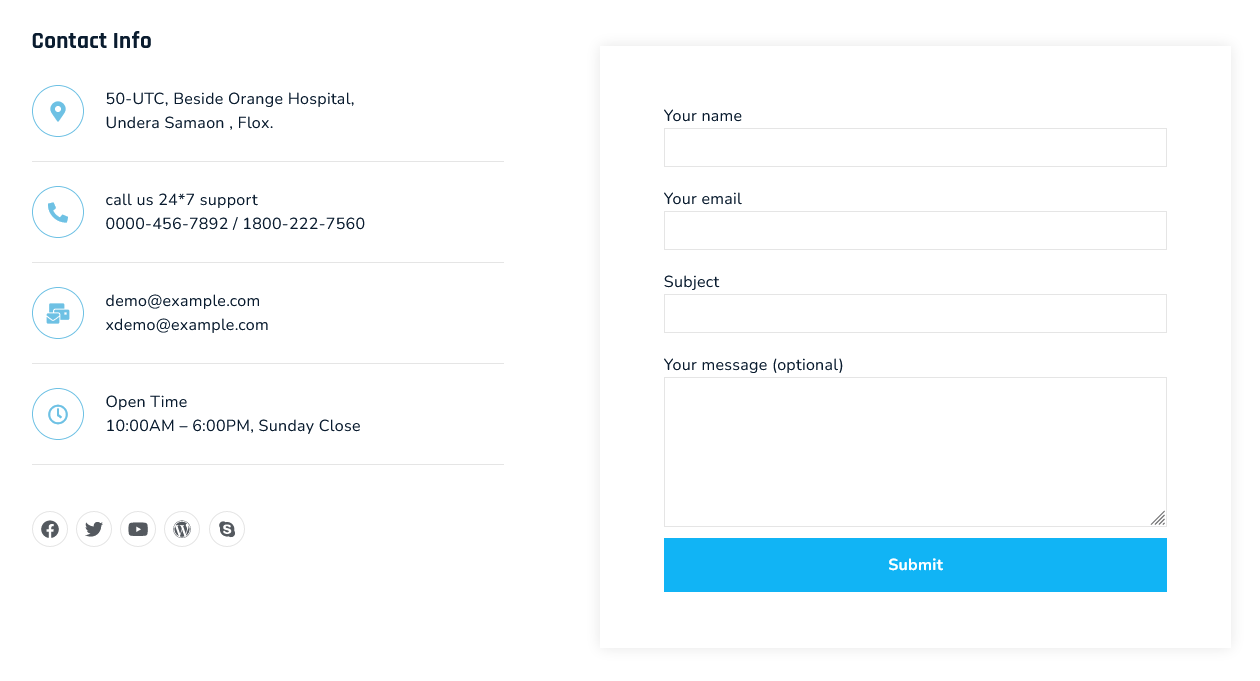 Contact Info
50-UTC, Beside Orange Hospital,
Undera Samaon , Flox.
call us 24*7 support
0000-456-7892 / 1800-222-7560
demo@example.com
xdemo@example.com
Open Time
10:00AM – 6:00PM, Sunday Close
Your name
Your email
Subject
Your message (optional)
Submit